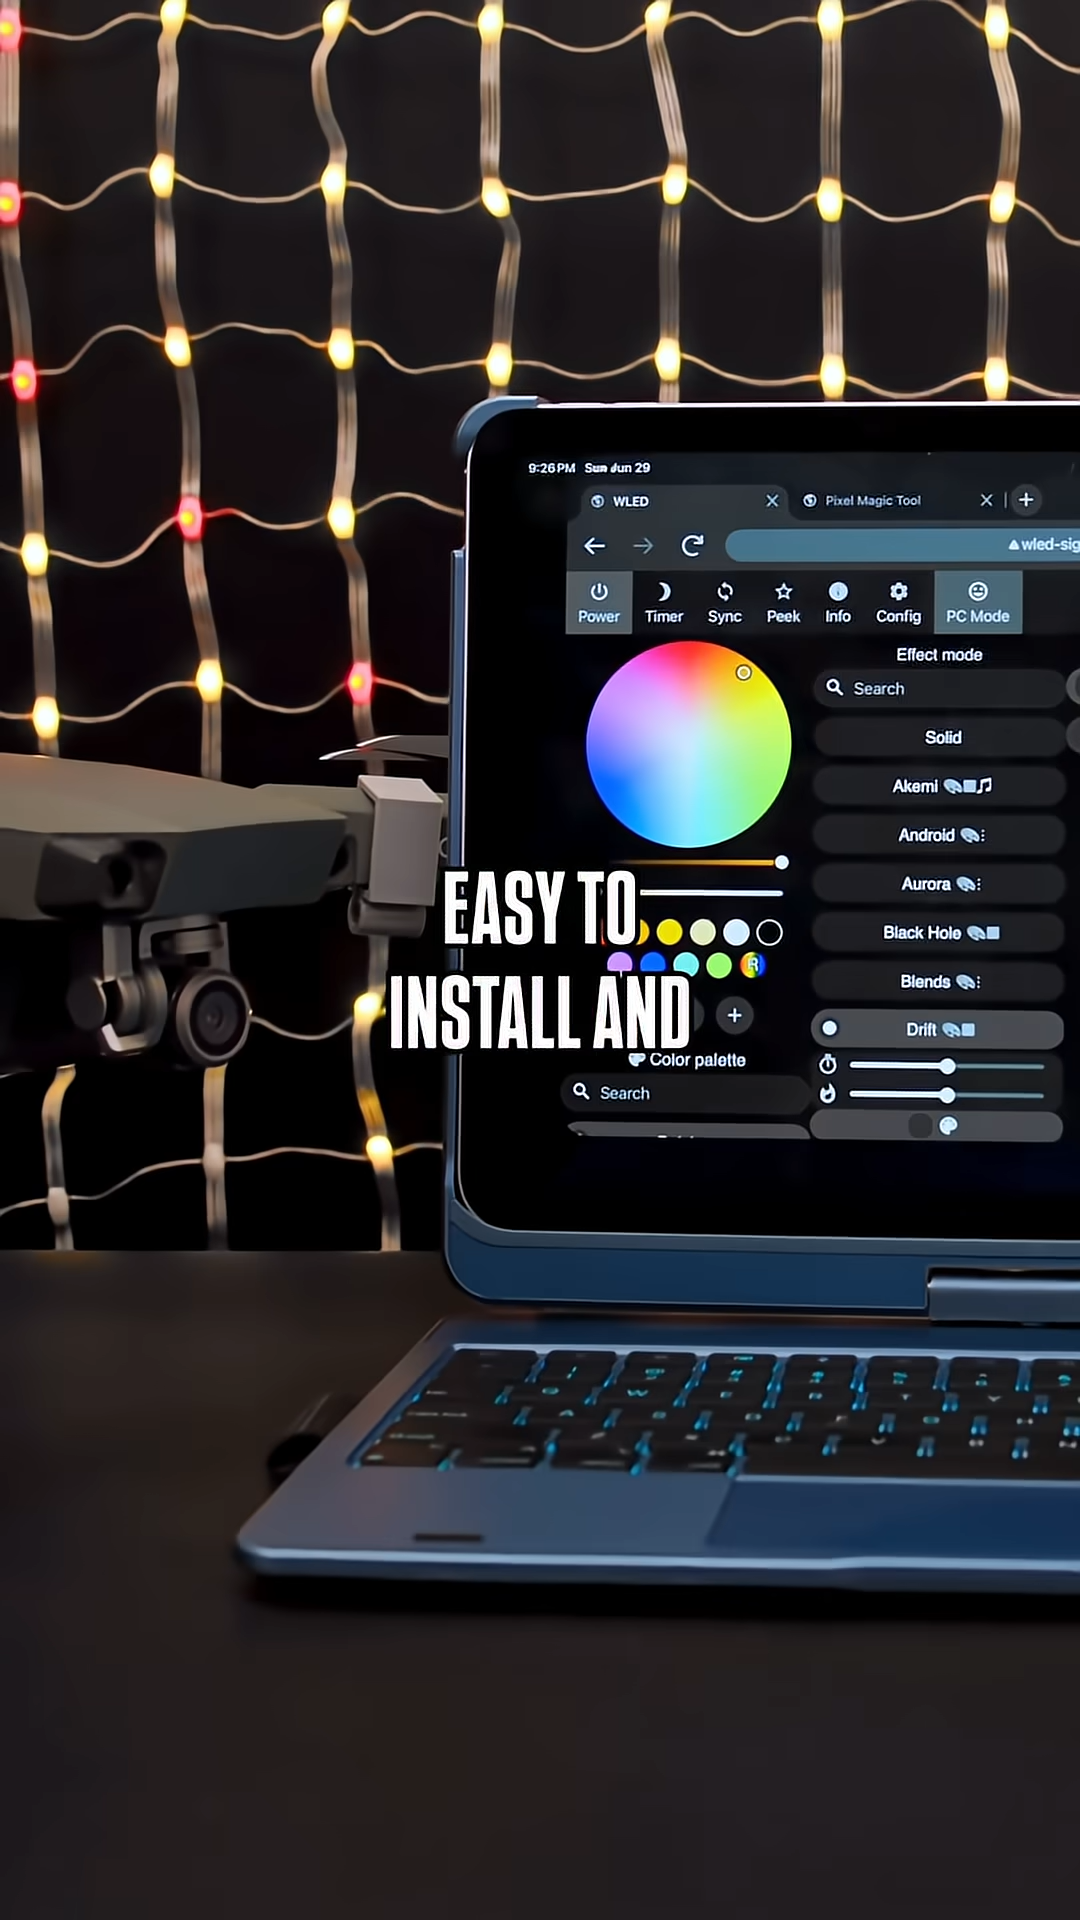 9:26 PM Sun Jun 29
WLED
Pixel Magic Tool
wled-sig
Power
Timer
Sync
Peek
Info
Config
PC Mode
Effect mode
Search
Solid
Akemi
Android
Aurora
Black Hole
Blends
Drift
EASY TO
INSTALL AND
R
Color palette
Search